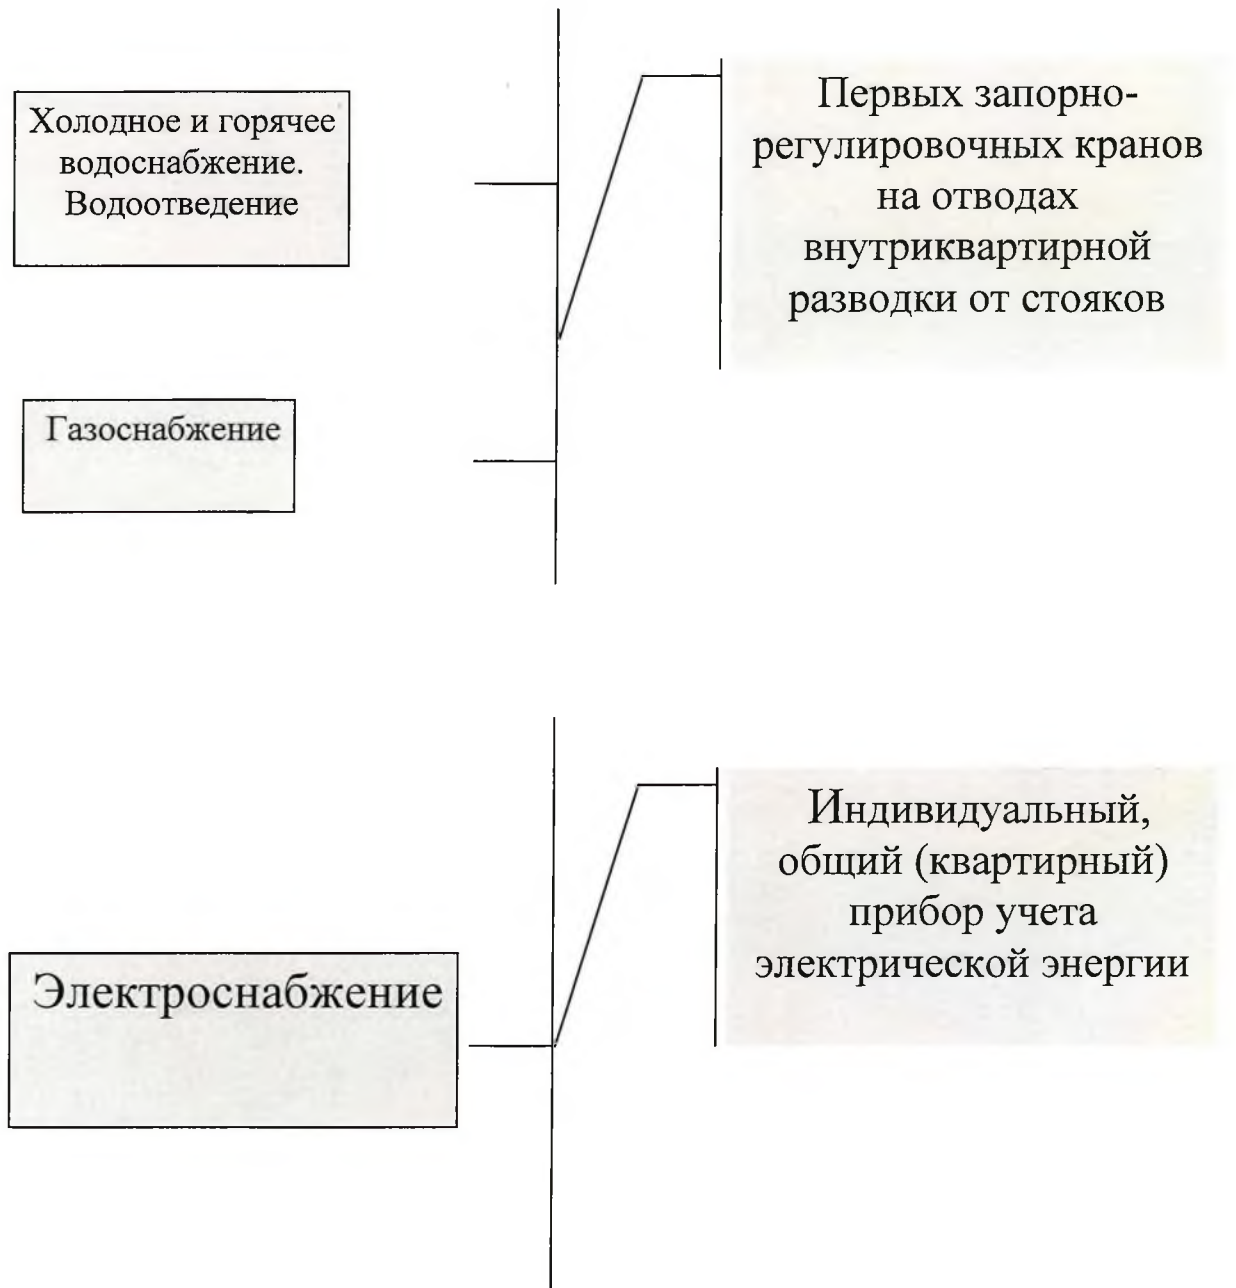 Холодное и горячее
водоснабжение.
Водоотведение
Первых запорно-
регулировочных кранов
на отводах
внутриквартирной
разводки от стояков
Газоснабжение
Индивидуальный,
общий (квартирный)
прибор учета
электрической энергии
Электроснабжение